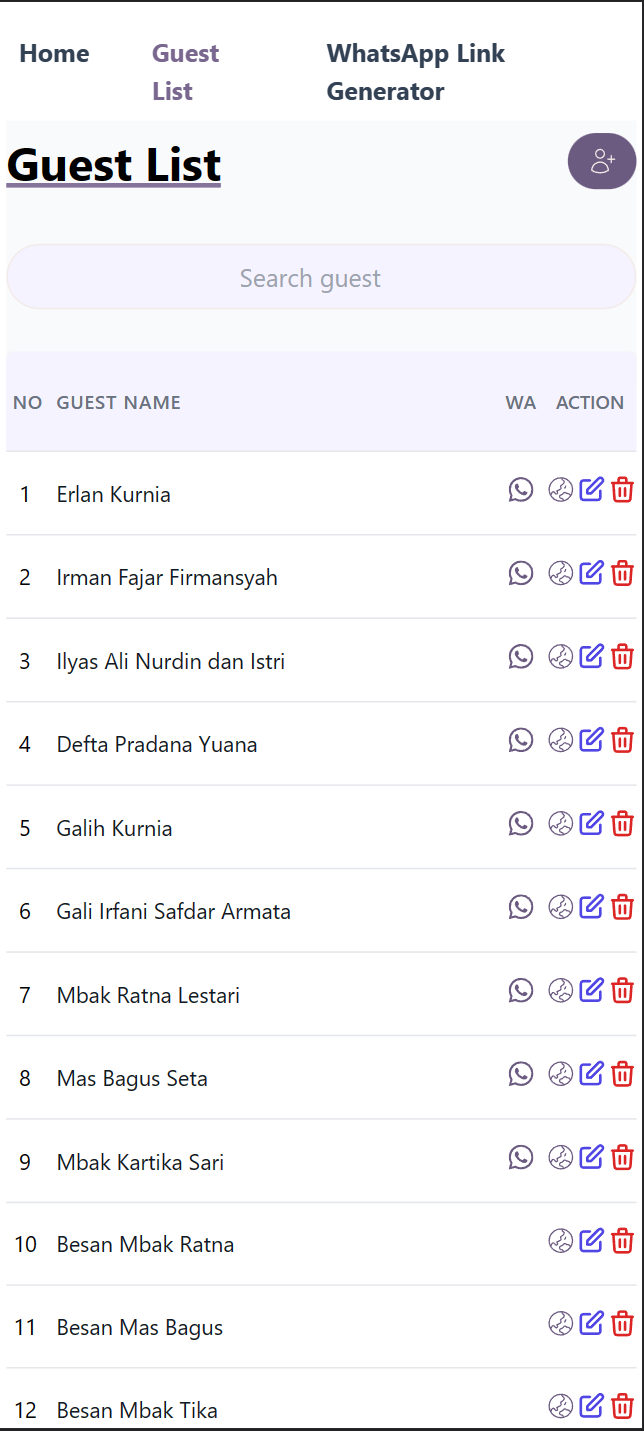 Home Guest List WhatsApp Link Generator
Guest List
Search guest
NO GUEST NAME WA ACTION
1 Erlan Kurnia
2 Irman Fajar Firmansyah
3 Ilyas Ali Nurdin dan Istri
4 Defta Pradana Yuana
5 Galih Kurnia
6 Gali Irfani Safdar Armata
7 Mbak Ratna Lestari
8 Mas Bagus Seta
9 Mbak Kartika Sari
10 Besan Mbak Ratna
11 Besan Mas Bagus
12 Besan Mbak Tika